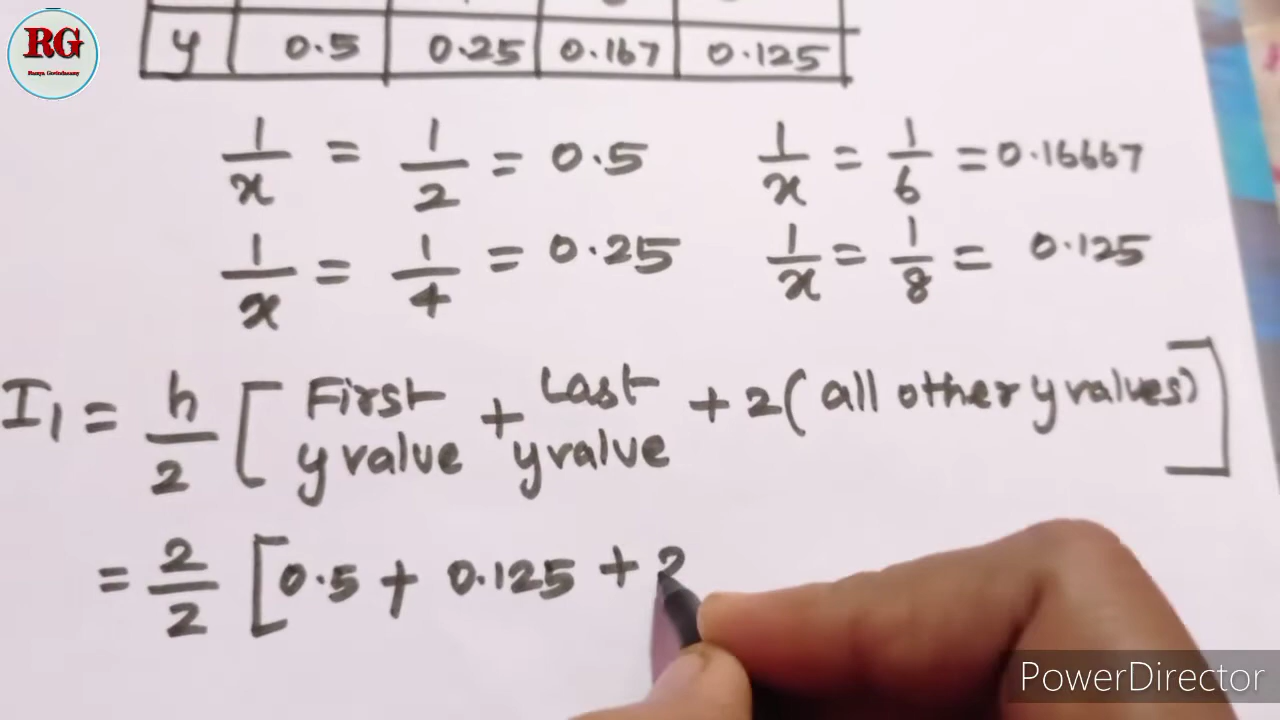 RG
Ramya Govindasamy
y 0.5 0.25 0.167 0.125
1/x = 1/2 = 0.5 1/x = 1/6 = 0.16667
1/x = 1/4 = 0.25 1/x = 1/8 = 0.125
I₁ = h/2 [ First y value + Last y value + 2 ( all other y values) ]
= 2/2 [ 0.5 + 0.125 + 2
PowerDirector